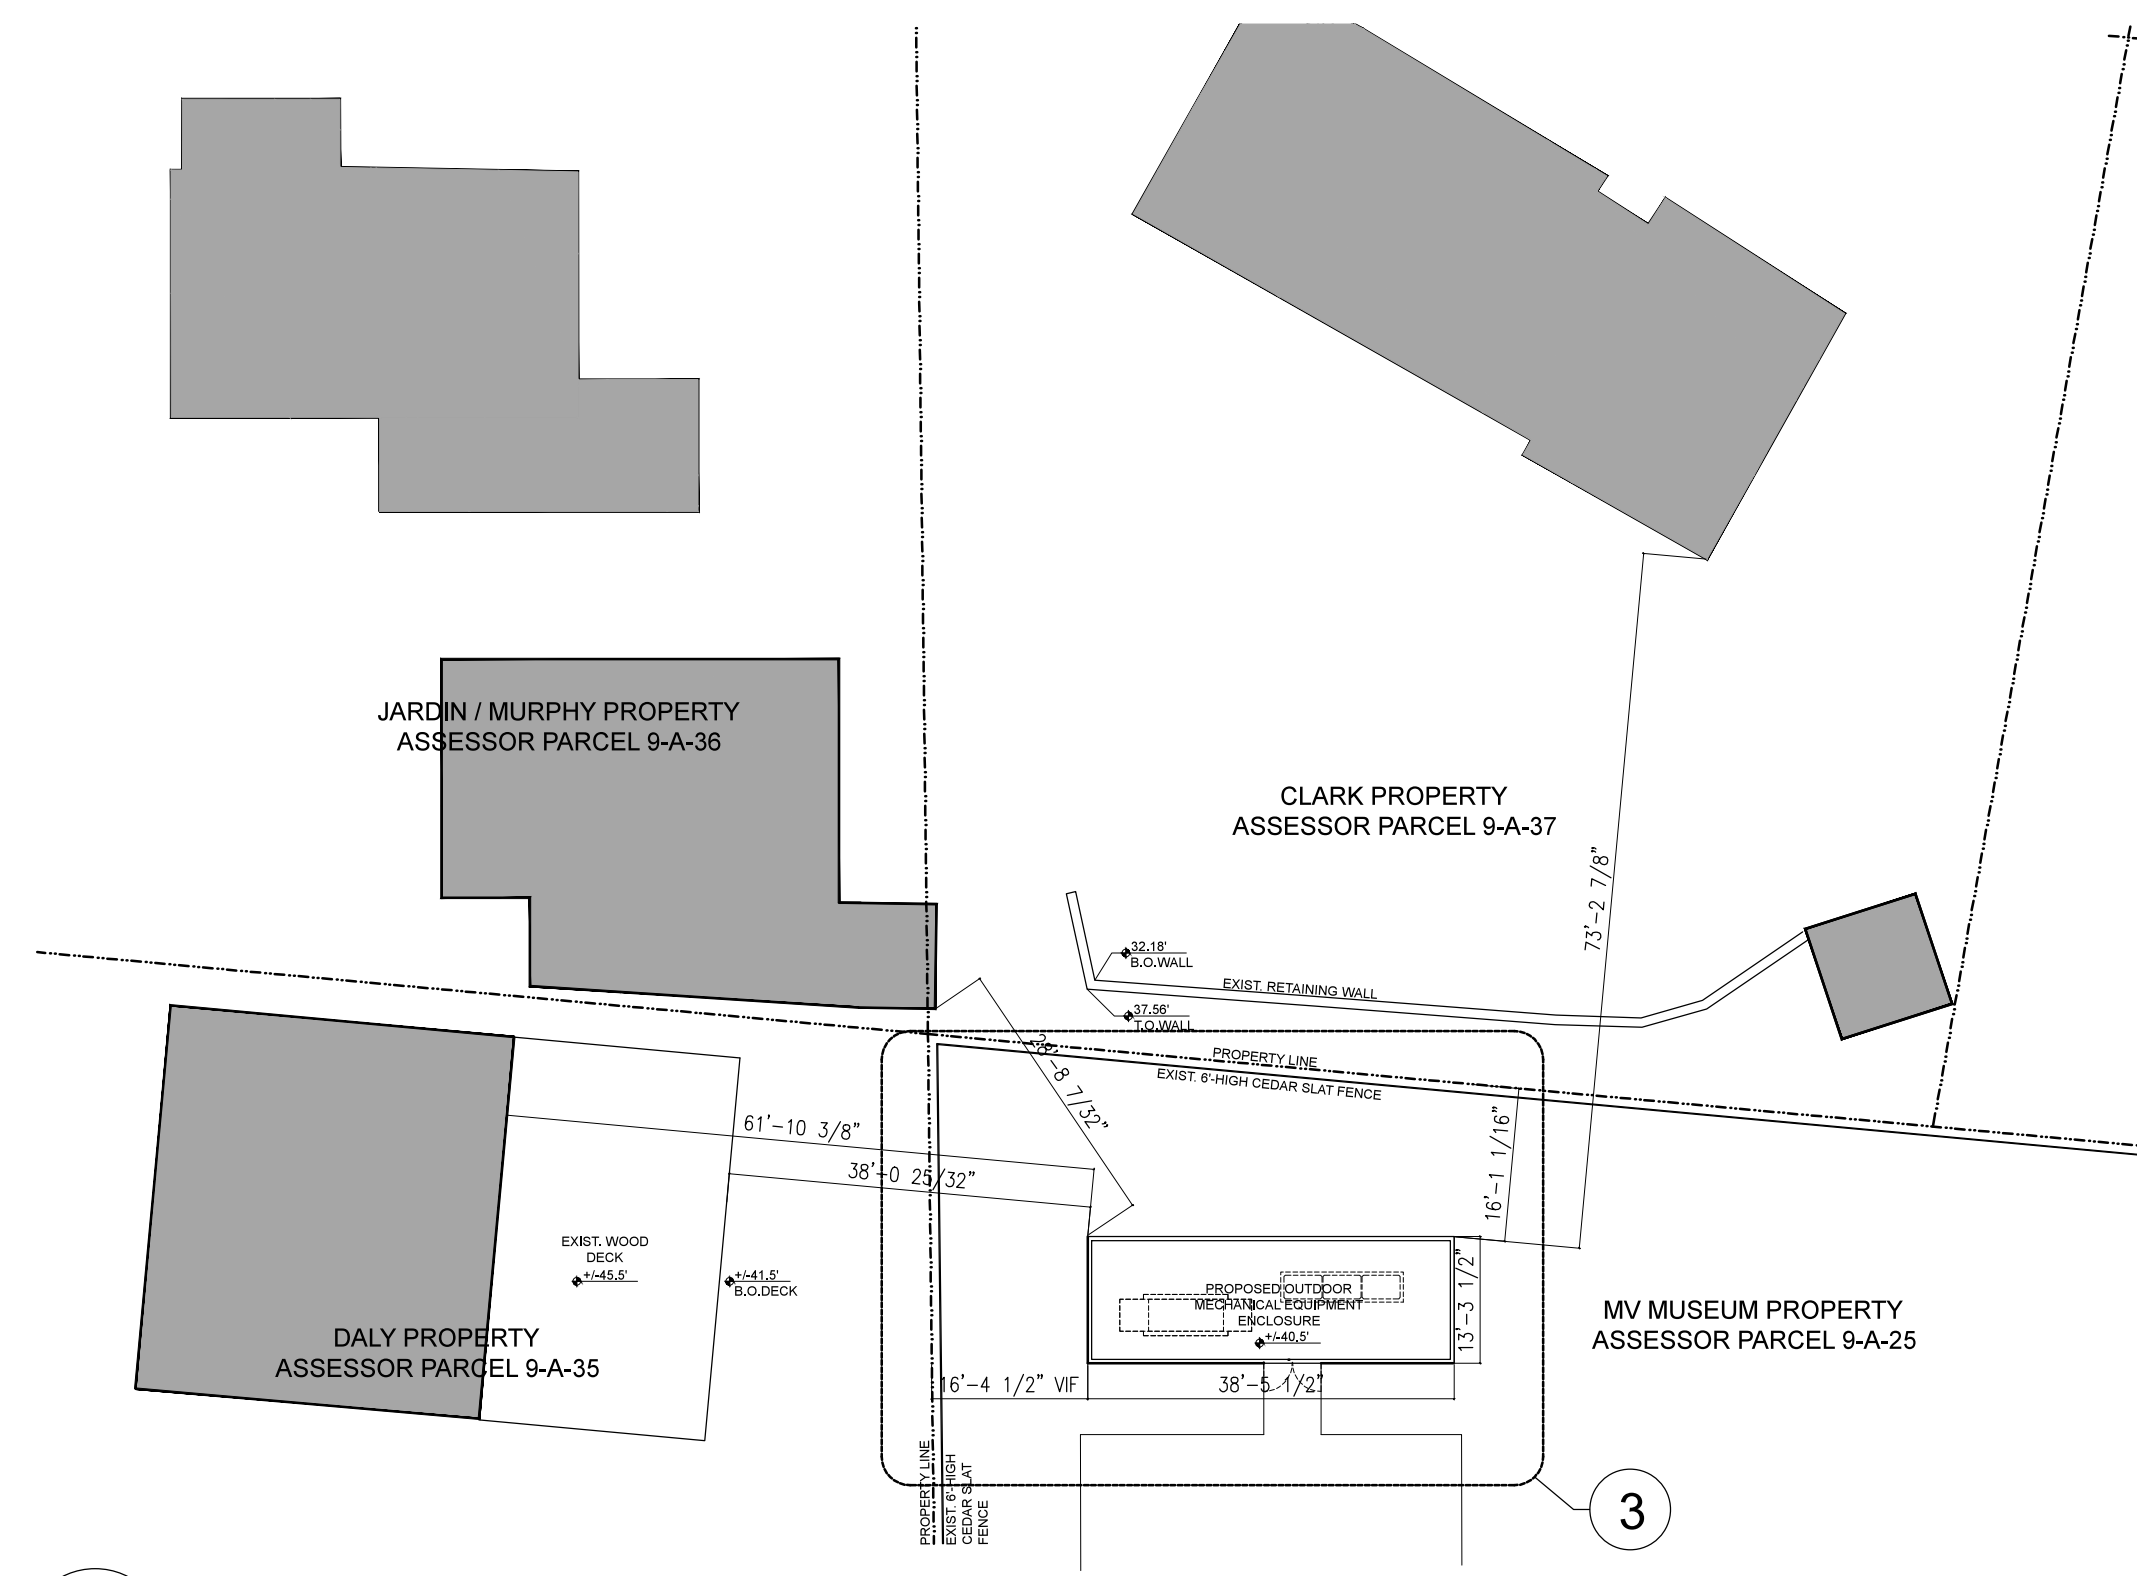 JARDIN / MURPHY PROPERTY
ASSESSOR PARCEL 9-A-36
CLARK PROPERTY
ASSESSOR PARCEL 9-A-37
73'-2 7/8"
32.18'
B.O.WALL
EXIST. RETAINING WALL
37.56'
T.O.WALL
PROPERTY LINE
EXIST. 6'-HIGH CEDAR SLAT FENCE
28'-8 7/32"
61'-10 3/8"
38'-0 25/32"
16'-1 1/16"
EXIST. WOOD
DECK
+/-45.5'
+/-41.5'
B.O.DECK
PROPOSED OUTDOOR
MECHANICAL EQUIPMENT
ENCLOSURE
+/-40.5'
13'-3 1/2"
MV MUSEUM PROPERTY
ASSESSOR PARCEL 9-A-25
DALY PROPERTY
ASSESSOR PARCEL 9-A-35
16'-4 1/2" VIF
38'-5 1/2"
PROPERTY LINE
EXIST. 6'-HIGH
CEDAR SLAT
FENCE
3